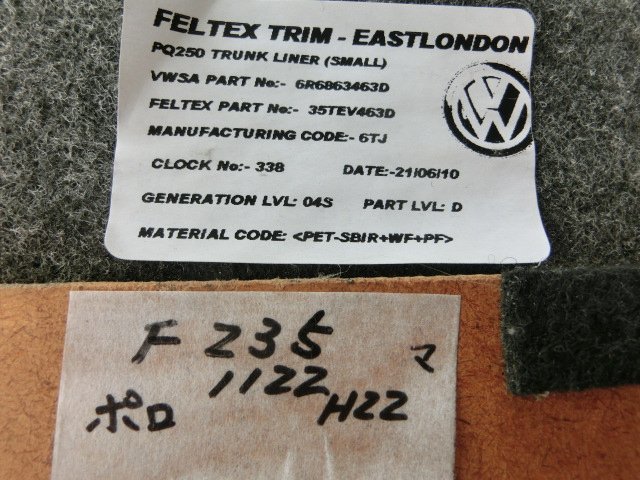 FELTEX TRIM - EASTLONDON
PQ250 TRUNK LINER (SMALL)
VWSA PART No:- 6R6863463D
FELTEX PART No:- 35TEV463D
MANUFACTURING CODE:- 6TJ
CLOCK No:- 338 DATE:-21/06/10
GENERATION LVL: 04S PART LVL: D
MATERIAL CODE: <PET-SBIR+WF+PF>
F 235 マ
1122
ポロ H22